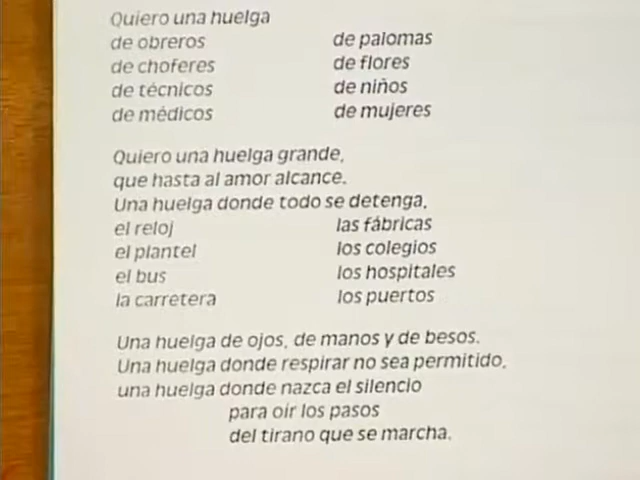 Quiero una huelga
de obreros de palomas
de choferes de flores
de técnicos de niños
de médicos de mujeres
Quiero una huelga grande,
que hasta al amor alcance.
Una huelga donde todo se detenga,
el reloj las fábricas
el plantel los colegios
el bus los hospitales
la carretera los puertos
Una huelga de ojos, de manos y de besos.
Una huelga donde respirar no sea permitido,
una huelga donde nazca el silencio
para oír los pasos
del tirano que se marcha.